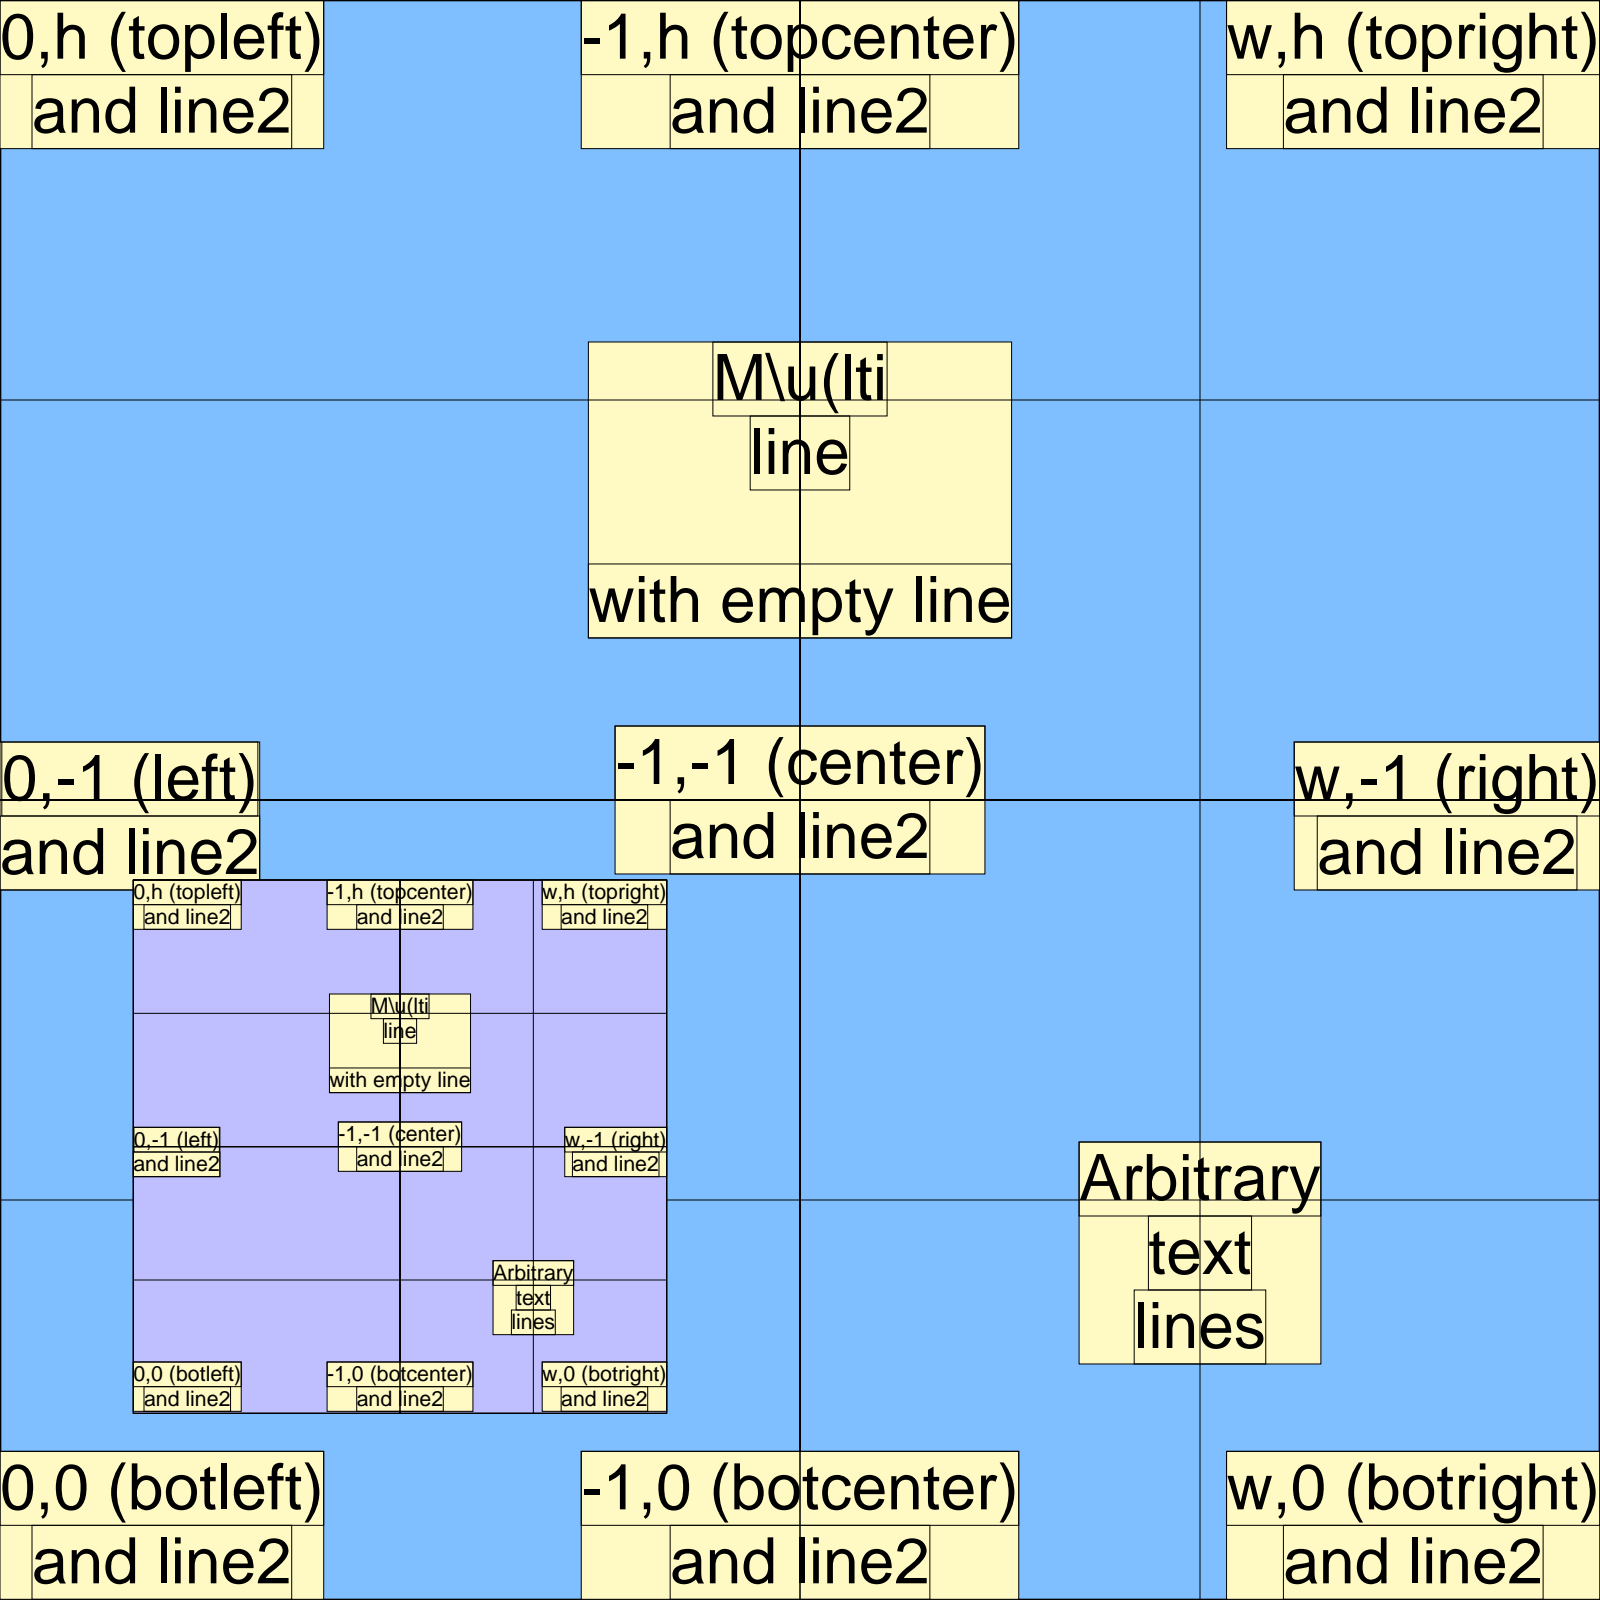 0,h (topleft)
and line2
-1,h (topcenter)
and line2
w,h (topright)
and line2
M\u(lti
line
with empty line
0,-1 (left)
and line2
-1,-1 (center)
and line2
w,-1 (right)
and line2
0,h (topleft)
and line2
-1,h (topcenter)
and line2
w,h (topright)
and line2
M\u(lti
line
with empty line
0,-1 (left)
and line2
-1,-1 (center)
and line2
w,-1 (right)
and line2
Arbitrary
text
lines
0,0 (botleft)
and line2
-1,0 (botcenter)
and line2
w,0 (botright)
and line2
Arbitrary
text
lines
0,0 (botleft)
and line2
-1,0 (botcenter)
and line2
w,0 (botright)
and line2